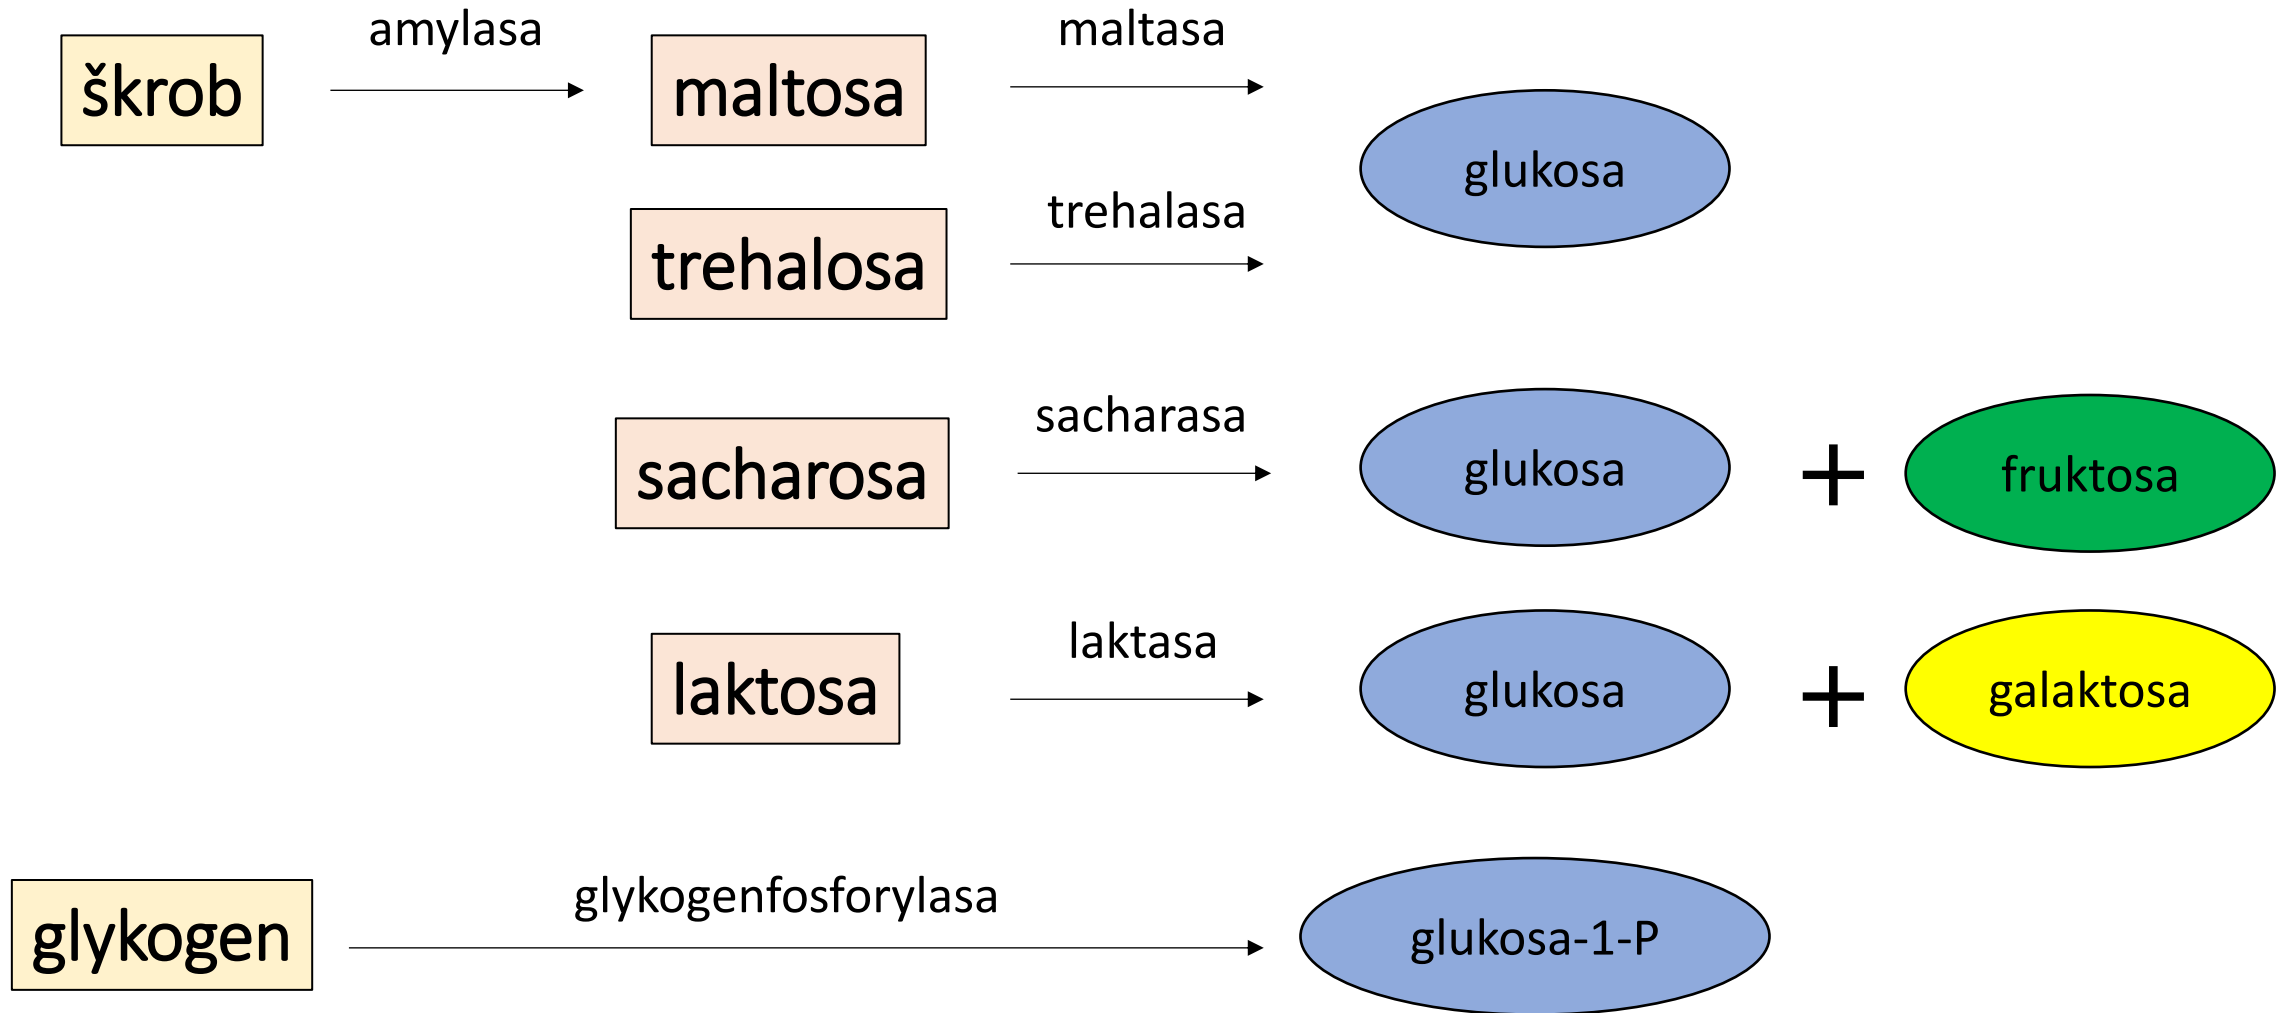 škrob
amylasa
maltosa
maltasa
glukosa
trehalosa
trehalasa
sacharosa
sacharasa
glukosa
+
fruktosa
laktosa
laktasa
glukosa
+
galaktosa
glykogen
glykogenfosforylasa
glukosa-1-P